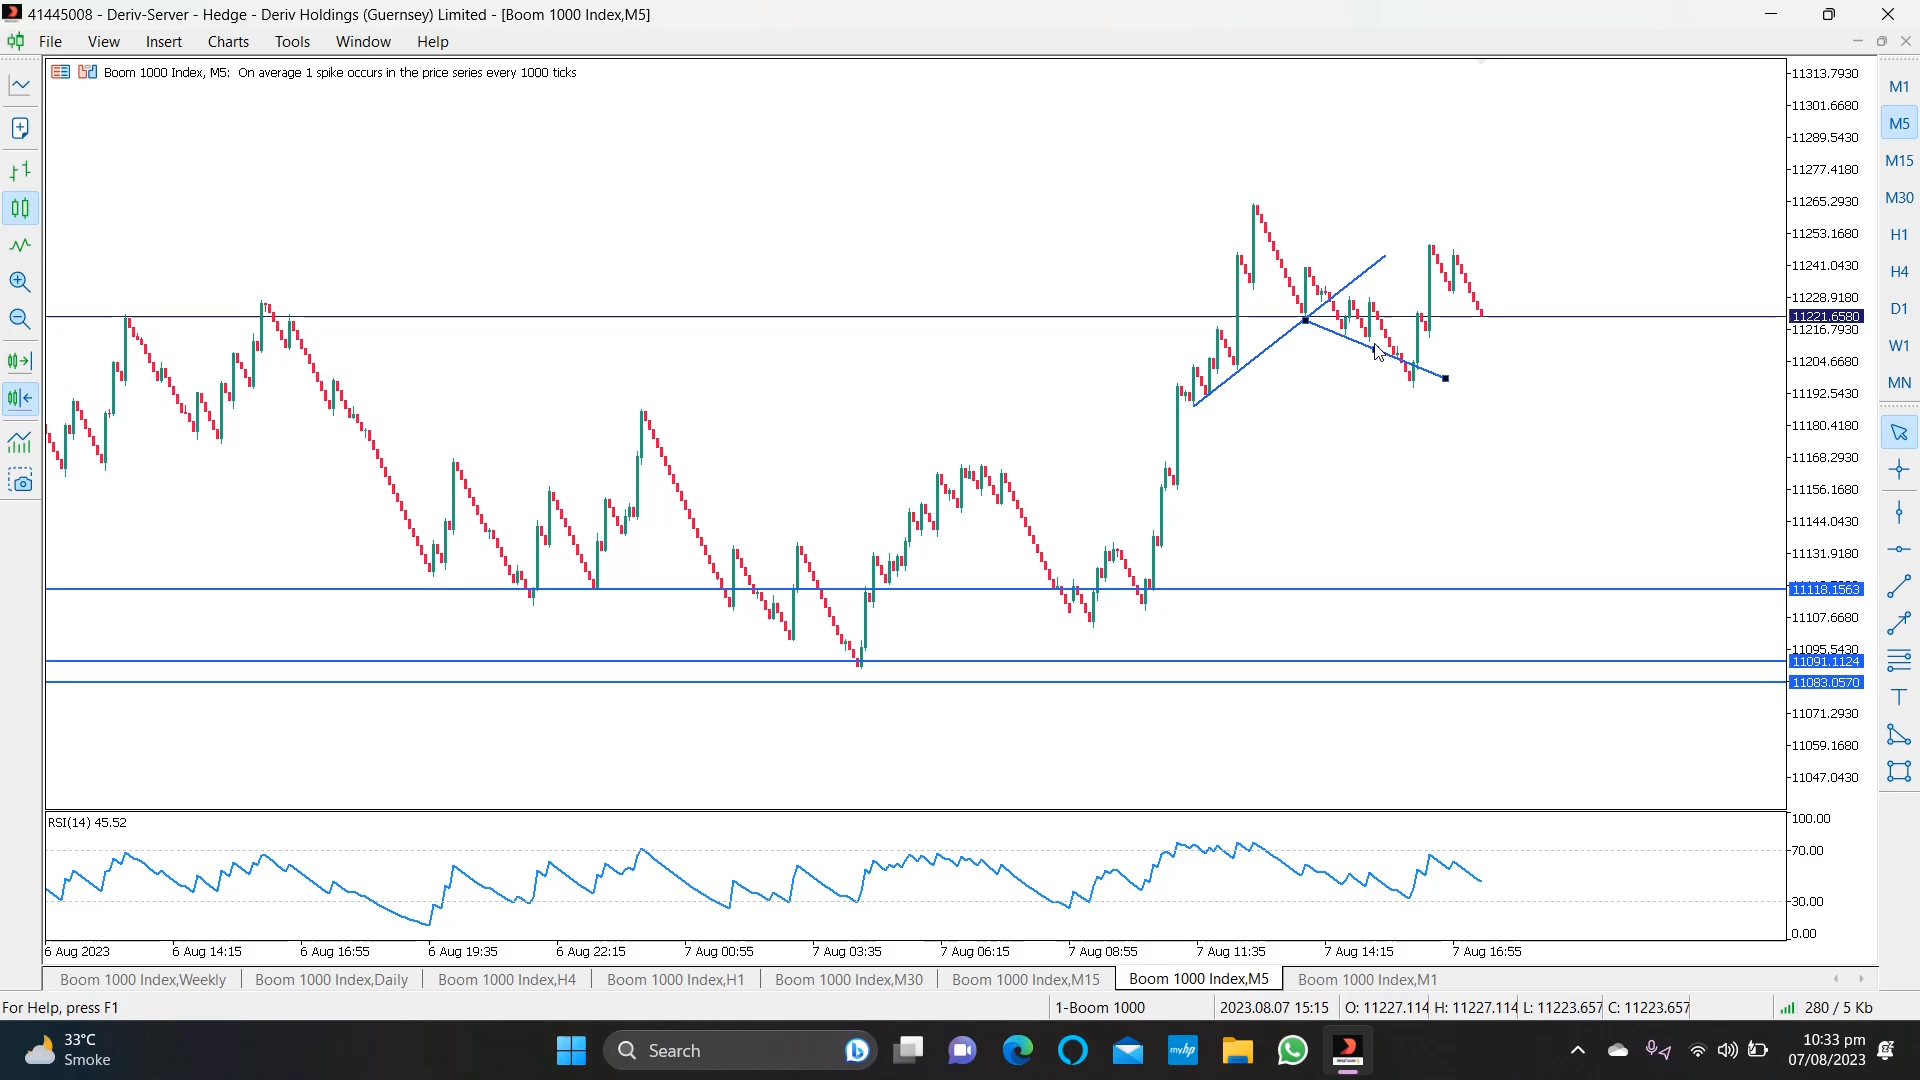 41445008 - Deriv-Server - Hedge - Deriv Holdings (Guernsey) Limited - [Boom 1000 Index,M5]
File View Insert Charts Tools Window Help
Boom 1000 Index, M5: On average 1 spike occurs in the price series every 1000 ticks
11313.7930
11301.6680
11289.5430
11277.4180
11265.2930
11253.1680
11241.0430
11228.9180
11221.6580
11216.7930
11204.6680
11192.5430
11180.4180
11168.2930
11156.1680
11144.0430
11131.9180
11118.1563
11107.6680
11095.5430
11091.1124
11083.0570
11071.2930
11059.1680
11047.0430
M1
M5
M15
M30
H1
H4
D1
W1
MN
T
RSI(14) 45.52
100.00
70.00
30.00
0.00
6 Aug 2023 6 Aug 14:15 6 Aug 16:55 6 Aug 19:35 6 Aug 22:15 7 Aug 00:55 7 Aug 03:35 7 Aug 06:15 7 Aug 08:55 7 Aug 11:35 7 Aug 14:15 7 Aug 16:55
Boom 1000 Index,Weekly Boom 1000 Index,Daily Boom 1000 Index,H4 Boom 1000 Index,H1 Boom 1000 Index,M30 Boom 1000 Index,M15 Boom 1000 Index,M5 Boom 1000 Index,M1
For Help, press F1 1-Boom 1000 2023.08.07 15:15 O: 11227.114 H: 11227.114 L: 11223.657 C: 11223.657 280 / 5 Kb
33°C
Smoke
Search
myhp
10:33 pm
07/08/2023